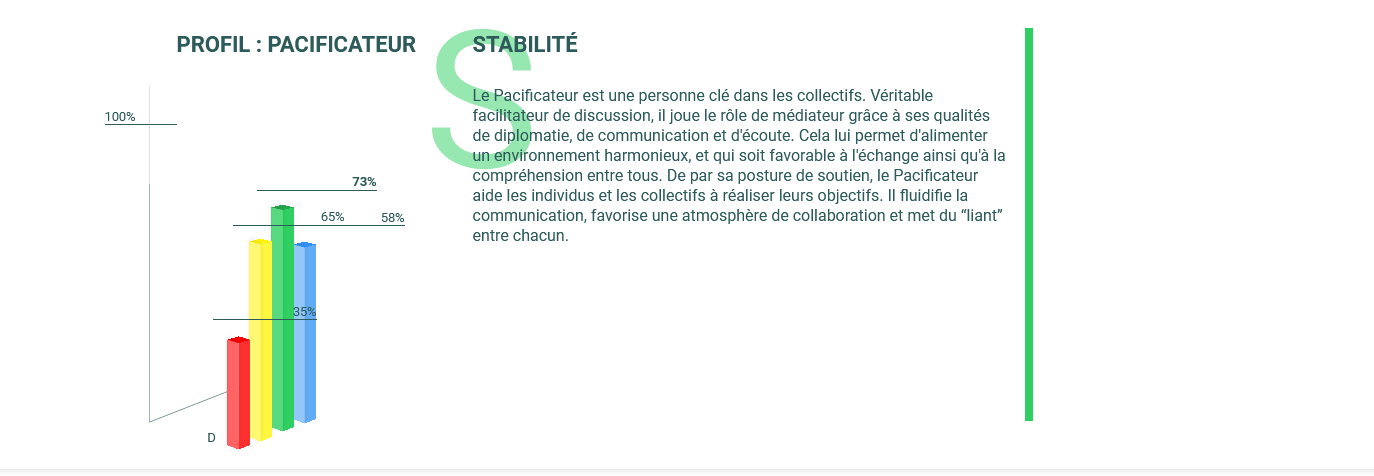 PROFIL : PACIFICATEUR
100%
73%
65%
58%
35%
D
S
STABILITÉ
Le Pacificateur est une personne clé dans les collectifs. Véritable
facilitateur de discussion, il joue le rôle de médiateur grâce à ses qualités
de diplomatie, de communication et d'écoute. Cela lui permet d'alimenter
un environnement harmonieux, et qui soit favorable à l'échange ainsi qu'à la
compréhension entre tous. De par sa posture de soutien, le Pacificateur
aide les individus et les collectifs à réaliser leurs objectifs. Il fluidifie la
communication, favorise une atmosphère de collaboration et met du “liant”
entre chacun.